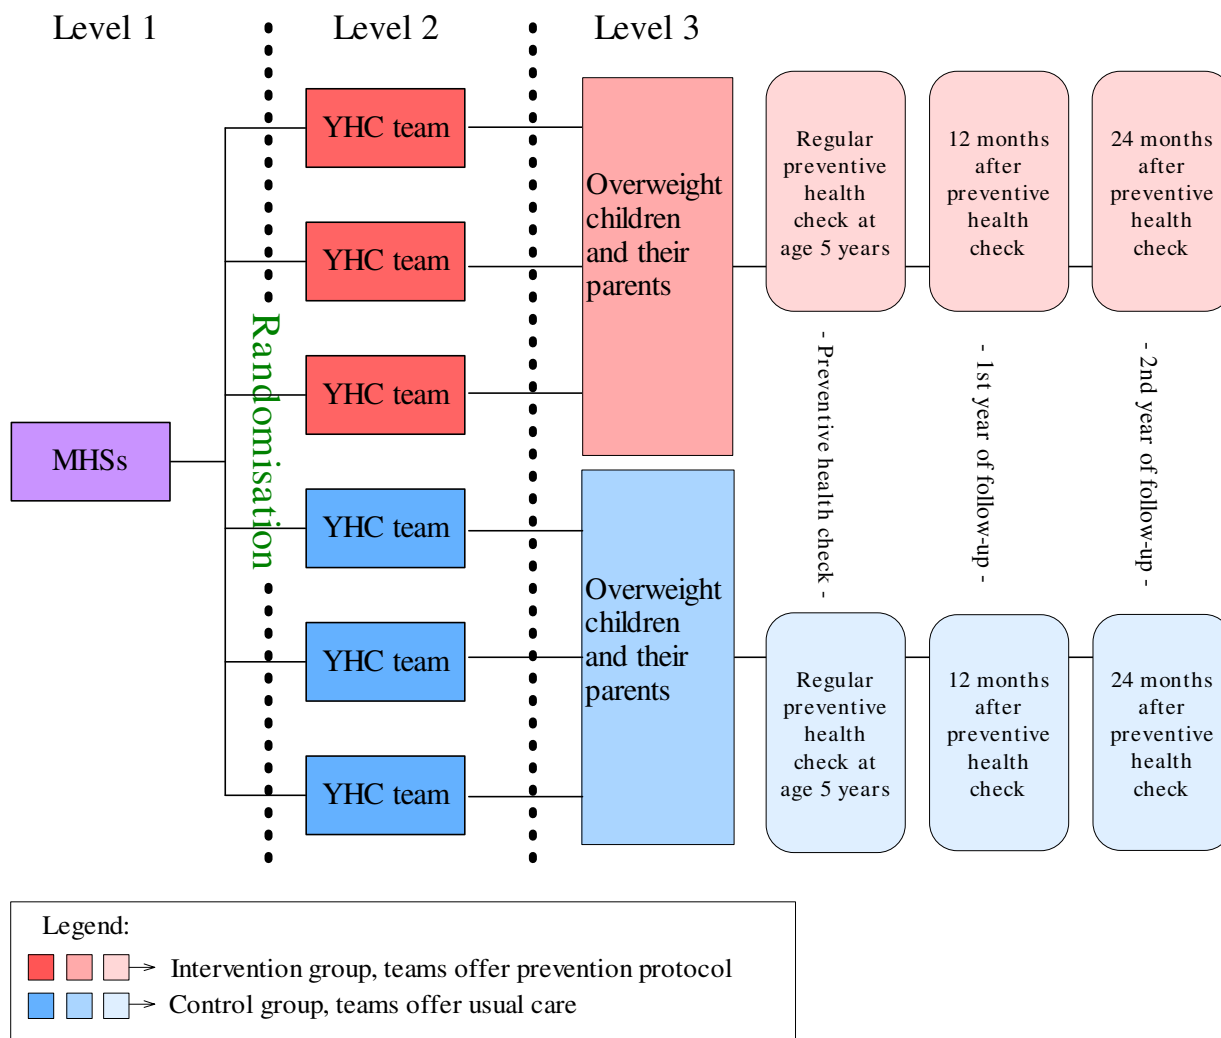 Level 1
Level 2
Level 3
Randomisation
MHSs
YHC team
YHC team
YHC team
YHC team
YHC team
YHC team
Overweight
children
and their
parents
Overweight
children
and their
parents
Regular
preventive
health
check at
age 5 years
12 months
after
preventive
health
check
24 months
after
preventive
health
check
- Preventive health check -
- 1st year of follow-up -
- 2nd year of follow-up -
Regular
preventive
health
check at
age 5 years
12 months
after
preventive
health
check
24 months
after
preventive
health
check
Legend:
Intervention group, teams offer prevention protocol
Control group, teams offer usual care